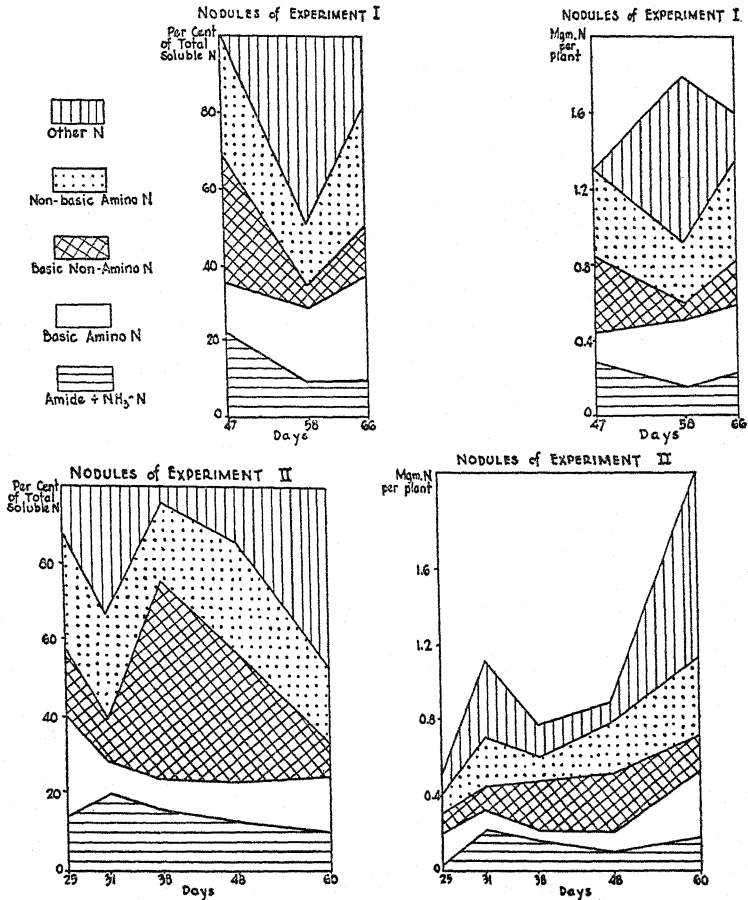 NODULES of EXPERIMENT I
Per Cent
of Total
Soluble N
80
60
40
20
0
47 58 66
Days
NODULES of EXPERIMENT I
Mgm. N
per
plant
1.6
1.2
0.8
0.4
0
47 58 66
Days
Other N
Non-basic Amino N
Basic Non-Amino N
Basic Amino N
Amide + NH3-N
NODULES of EXPERIMENT II
Per Cent
of Total
Soluble N
80
60
40
20
0
25 31 38 48 60
Days
NODULES of EXPERIMENT II
Mgm. N
per plant
1.6
1.2
0.8
0.4
0
25 31 38 48 60
Days